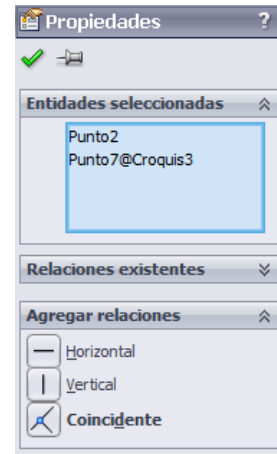 Propiedades ?
Entidades seleccionadas
Punto2
Punto7@Croquis3
Relaciones existentes
Agregar relaciones
Horizontal
Vertical
Coincidente